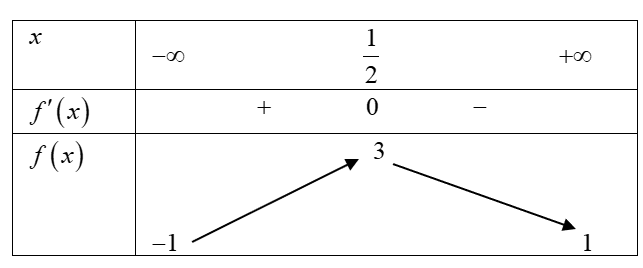 x −∞ 1/2 +∞
f′(x) + 0 −
f(x) 3
−1 1